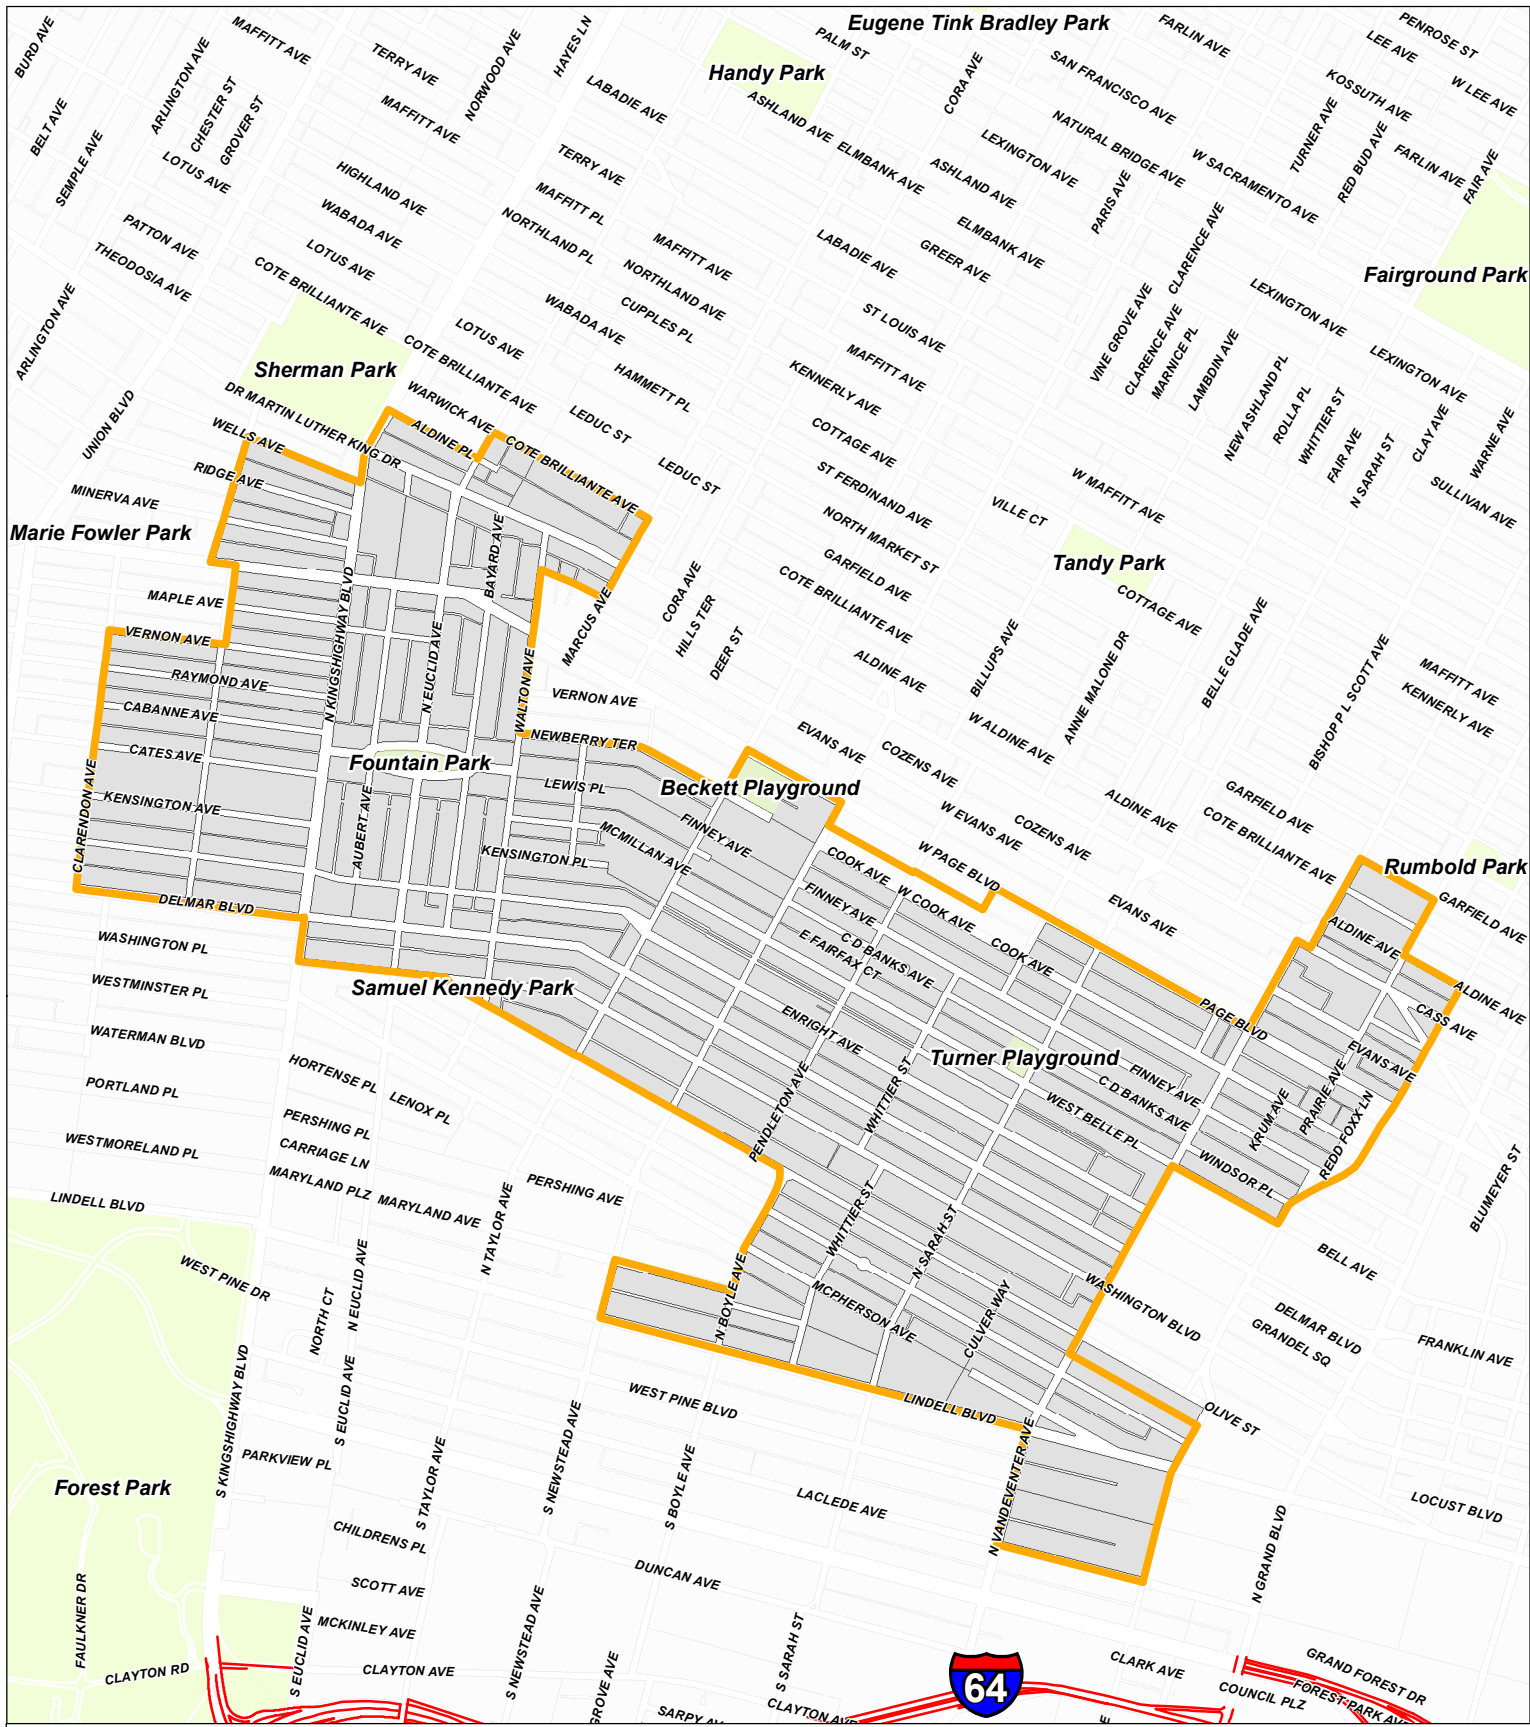 Eugene Tink Bradley Park
PENROSE ST
FARLIN AVE
LEE AVE
BURD AVE
MAFFITT AVE
ARLINGTON AVE
TERRY AVE
NORWOOD AVE
HAYES LN
PALM ST
Handy Park
CORA AVE
SAN FRANCISCO AVE
KOSSUTH AVE
W LEE AVE
CHESTER ST
GROVER ST
LABADIE AVE
MAFFITT AVE
ASHLAND AVE
NATURAL BRIDGE AVE
TURNER AVE
RED BUD AVE
BELT AVE
SEMPLE AVE
LOTUS AVE
HIGHLAND AVE
TERRY AVE
ELMBANK AVE
LEXINGTON AVE
ASHLAND AVE
PARIS AVE
W SACRAMENTO AVE
FARLIN AVE
FAIR AVE
WABADA AVE
MAFFITT PL
NORTHLAND PL
PATTON AVE
THEODOSIA AVE
LOTUS AVE
COTE BRILLIANTE AVE
MAFFITT AVE
LABADIE AVE
GREER AVE
ELMBANK AVE
CLARENCE AVE
Fairground Park
ARLINGTON AVE
NORTHLAND AVE
CUPPLES PL
WABADA AVE
LOTUS AVE
COTE BRILLIANTE AVE
ST LOUIS AVE
MAFFITT AVE
VINE GROVE AVE
CLARENCE AVE
MARNICE PL
LAMBDIN AVE
LEXINGTON AVE
LEXINGTON AVE
Sherman Park
HAMMETT PL
KENNERLY AVE
NEW ASHLAND PL
ROLLA PL
WHITTIER ST
FAIR AVE
N SARAH ST
CLAY AVE
WARNE AVE
DR MARTIN LUTHER KING DR
WARWICK AVE
LEDUC ST
UNION BLVD
WELLS AVE
ALDINE PL
COTE BRILLIANTE AVE
LEDUC ST
COTTAGE AVE
ST FERDINAND AVE
W MAFFITT AVE
SULLIVAN AVE
RIDGE AVE
MINERVA AVE
VILLE CT
NORTH MARKET ST
Marie Fowler Park
BAYARD AVE
GARFIELD AVE
Tandy Park
COTE BRILLIANTE AVE
COTTAGE AVE
MAPLE AVE
N KINGSHIGHWAY BLVD
N EUCLID AVE
MARCUS AVE
CORA AVE
HILLS TER
DEER ST
BILLUPS AVE
ANNIE MALONE DR
BELLE GLADE AVE
BISHOP P L SCOTT AVE
VERNON AVE
ALDINE AVE
MAFFITT AVE
KENNERLY AVE
RAYMOND AVE
WALTON AVE
VERNON AVE
CABANNE AVE
W ALDINE AVE
NEWBERRY TER
EVANS AVE
COZENS AVE
CATES AVE
Fountain Park
LEWIS PL
Beckett Playground
ALDINE AVE
GARFIELD AVE
CLARENDON AVE
KENSINGTON AVE
AUBERT AVE
FINNEY AVE
W EVANS AVE
COZENS AVE
COTE BRILLIANTE AVE
MCMILLAN AVE
KENSINGTON PL
COOK AVE
W PAGE BLVD
Rumbold Park
DELMAR BLVD
FINNEY AVE
W COOK AVE
EVANS AVE
GARFIELD AVE
WASHINGTON PL
E FAIRFAX CT
C D BANKS AVE
COOK AVE
ALDINE AVE
WESTMINSTER PL
Samuel Kennedy Park
ALDINE AVE
ENRIGHT AVE
PAGE BLVD
CASS AVE
WATERMAN BLVD
Turner Playground
EVANS AVE
HORTENSE PL
FINNEY AVE
PORTLAND PL
LENOX PL
PENDLETON AVE
WHITTIER ST
C D BANKS AVE
WEST BELLE PL
KRUM AVE
PRAIRIE AVE
REDD FOXX LN
PERSHING PL
WESTMORELAND PL
CARRIAGE LN
WINDSOR PL
BLUMEYER ST
MARYLAND PLZ
MARYLAND AVE
PERSHING AVE
LINDELL BLVD
N TAYLOR AVE
WHITTIER ST
N SARAH ST
BELL AVE
WEST PINE DR
N EUCLID AVE
NORTH CT
N BOYLE AVE
MCPHERSON AVE
CULVER WAY
WASHINGTON BLVD
DELMAR BLVD
GRANDEL SQ
FRANKLIN AVE
S KINGSHIGHWAY BLVD
S EUCLID AVE
WEST PINE BLVD
LINDELL BLVD
OLIVE ST
PARKVIEW PL
S TAYLOR AVE
S NEWSTEAD AVE
S BOYLE AVE
N VANDEVENTER AVE
Forest Park
LACLEDE AVE
LOCUST BLVD
CHILDRENS PL
DUNCAN AVE
N GRAND BLVD
SCOTT AVE
FAULKNER DR
MCKINLEY AVE
S NEWSTEAD AVE
S SARAH ST
CLAYTON RD
S EUCLID AVE
CLAYTON AVE
GROVE AVE
CLARK AVE
GRAND FOREST DR
64
COUNCIL PLZ
FOREST PARK AVE
SARPY AV
CLAYTON AVE
E